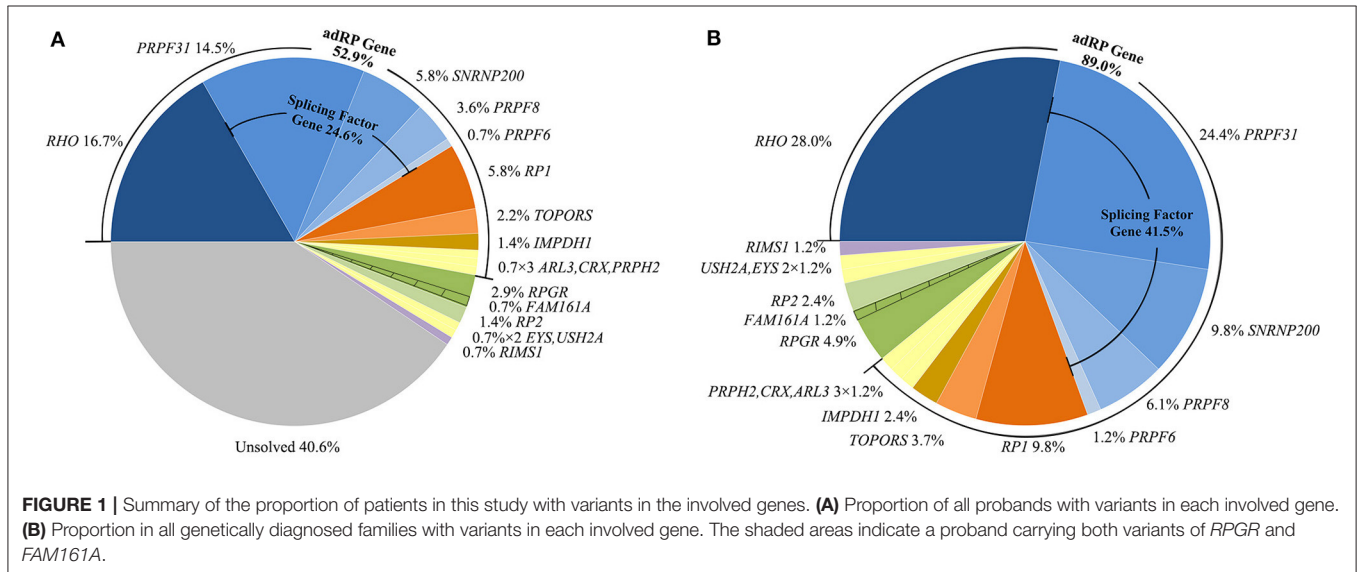 A
adRP Gene
52.9%
PRPF31 14.5%
5.8% SNRNP200
3.6% PRPF8
0.7% PRPF6
Splicing Factor
Gene 24.6%
RHO 16.7%
5.8% RP1
2.2% TOPORS
1.4% IMPDH1
0.7×3 ARL3,CRX,PRPH2
2.9% RPGR
0.7% FAM161A
1.4% RP2
0.7%×2 EYS,USH2A
0.7% RIMS1
Unsolved 40.6%
B
adRP Gene
89.0%
RHO 28.0%
24.4% PRPF31
Splicing Factor
Gene 41.5%
RIMS1 1.2%
USH2A,EYS 2×1.2%
RP2 2.4%
FAM161A 1.2%
RPGR 4.9%
PRPH2,CRX,ARL3 3×1.2%
IMPDH1 2.4%
TOPORS 3.7%
RP1 9.8%
1.2% PRPF6
6.1% PRPF8
9.8% SNRNP200
FIGURE 1 | Summary of the proportion of patients in this study with variants in the involved genes. (A) Proportion of all probands with variants in each involved gene.
(B) Proportion in all genetically diagnosed families with variants in each involved gene. The shaded areas indicate a proband carrying both variants of RPGR and
FAM161A.